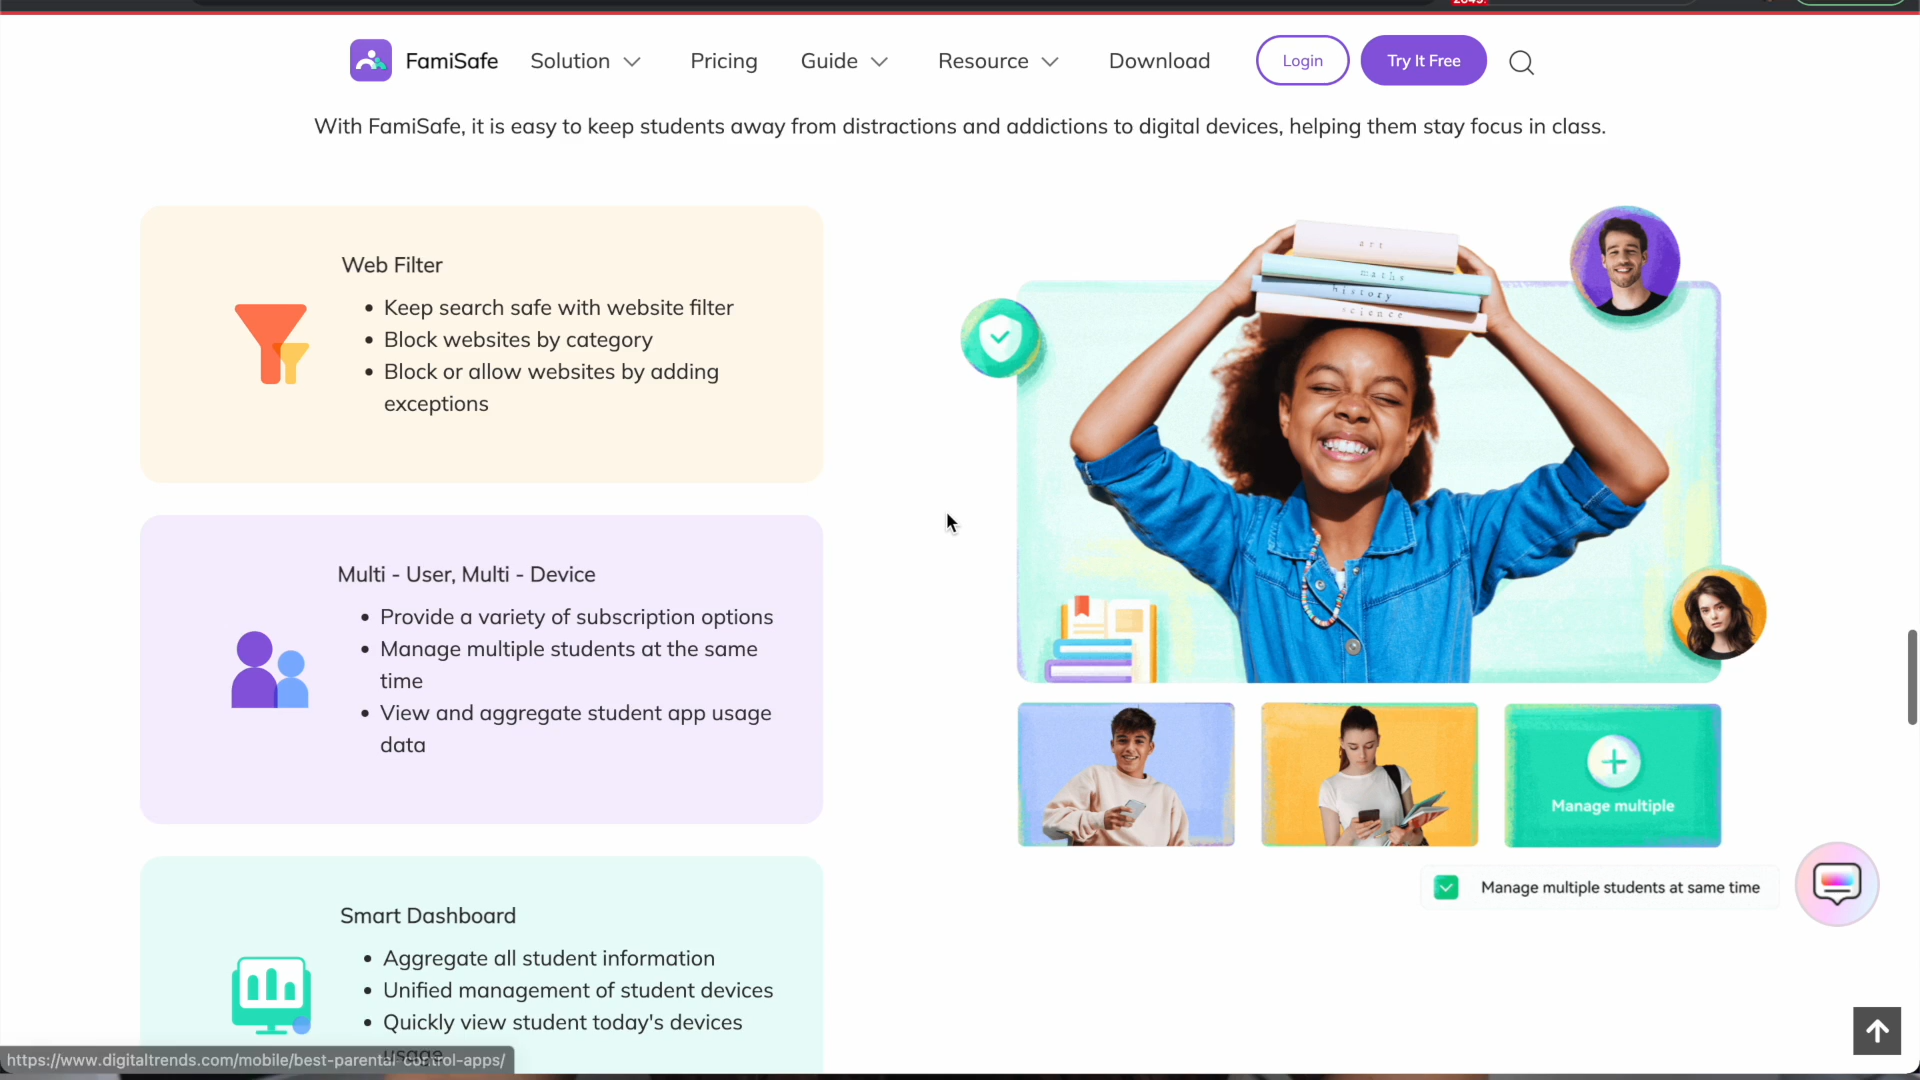 FamiSafe
Solution
Pricing
Guide
Resource
Download
Login
Try It Free
With FamiSafe, it is easy to keep students away from distractions and addictions to digital devices, helping them stay focus in class.
Web Filter
• Keep search safe with website filter
• Block websites by category
• Block or allow websites by adding
exceptions
Multi - User, Multi - Device
• Provide a variety of subscription options
• Manage multiple students at the same
time
• View and aggregate student app usage
data
Smart Dashboard
• Aggregate all student information
• Unified management of student devices
• Quickly view student today's devices
usage
art
maths
history
science
Manage multiple
Manage multiple students at same time
https://www.digitaltrends.com/mobile/best-parental-control-apps/